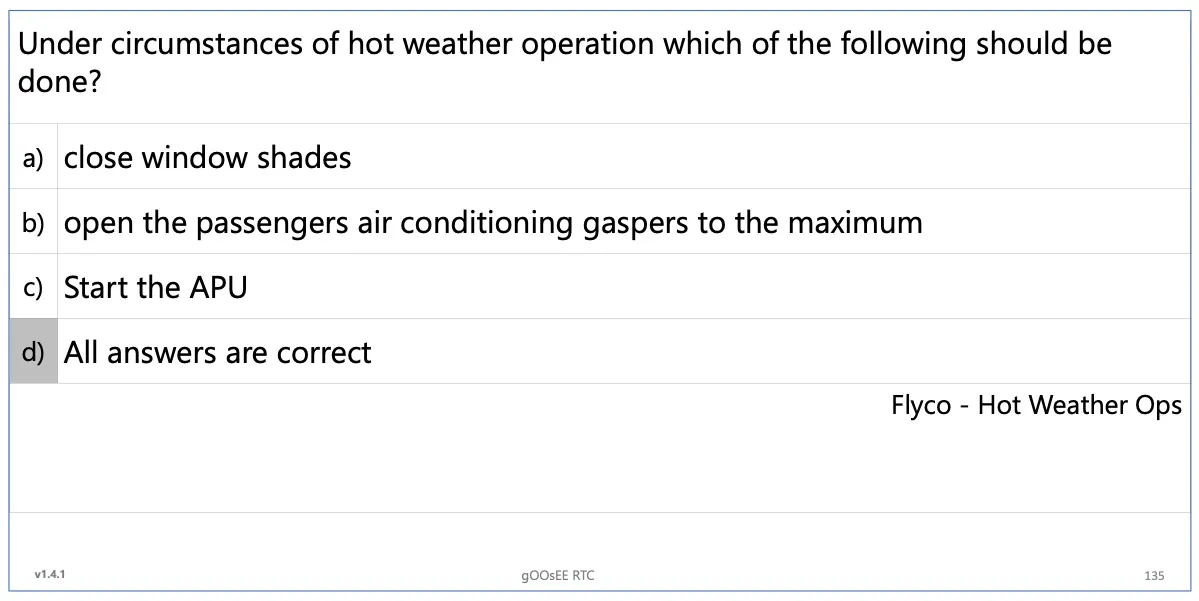 Under circumstances of hot weather operation which of the following should be
done?
a) close window shades
b) open the passengers air conditioning gaspers to the maximum
c) Start the APU
d) All answers are correct
Flyco - Hot Weather Ops
v1.4.1 gOOsEE RTC 135